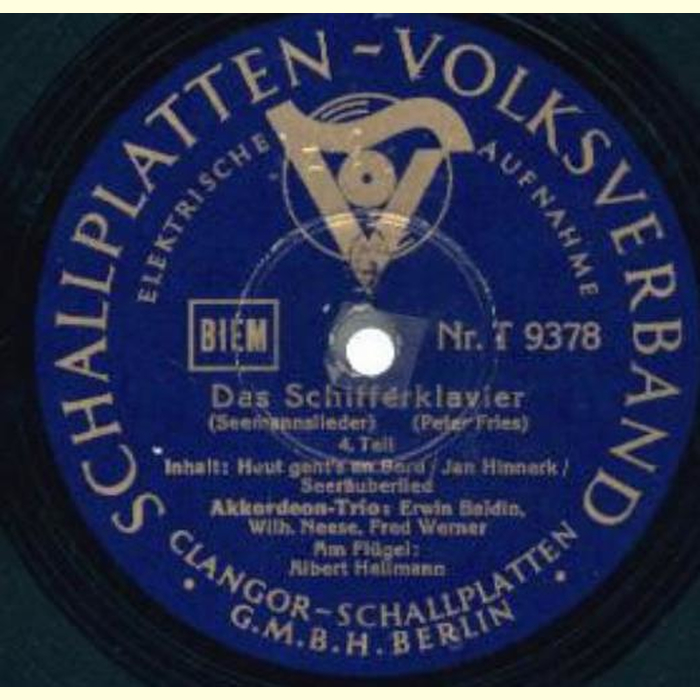 SCHALLPLATTEN - VOLKSVERBAND
ELEKTRISCHE AUFNAHME
BIEM
Nr. T 9378
Das Schifferklavier
(Seemannslieder) (Peter Fries)
4. Teil
Inhalt: Heut geht's an Bord / Jan Hinnerk /
Seeräuberlied
Akkordeon-Trio: Erwin Boldin,
Wilh. Neese, Fred Werner
Am Flügel:
Albert Hellmann
CLANGOR-SCHALLPLATTEN
G.M.B.H. BERLIN